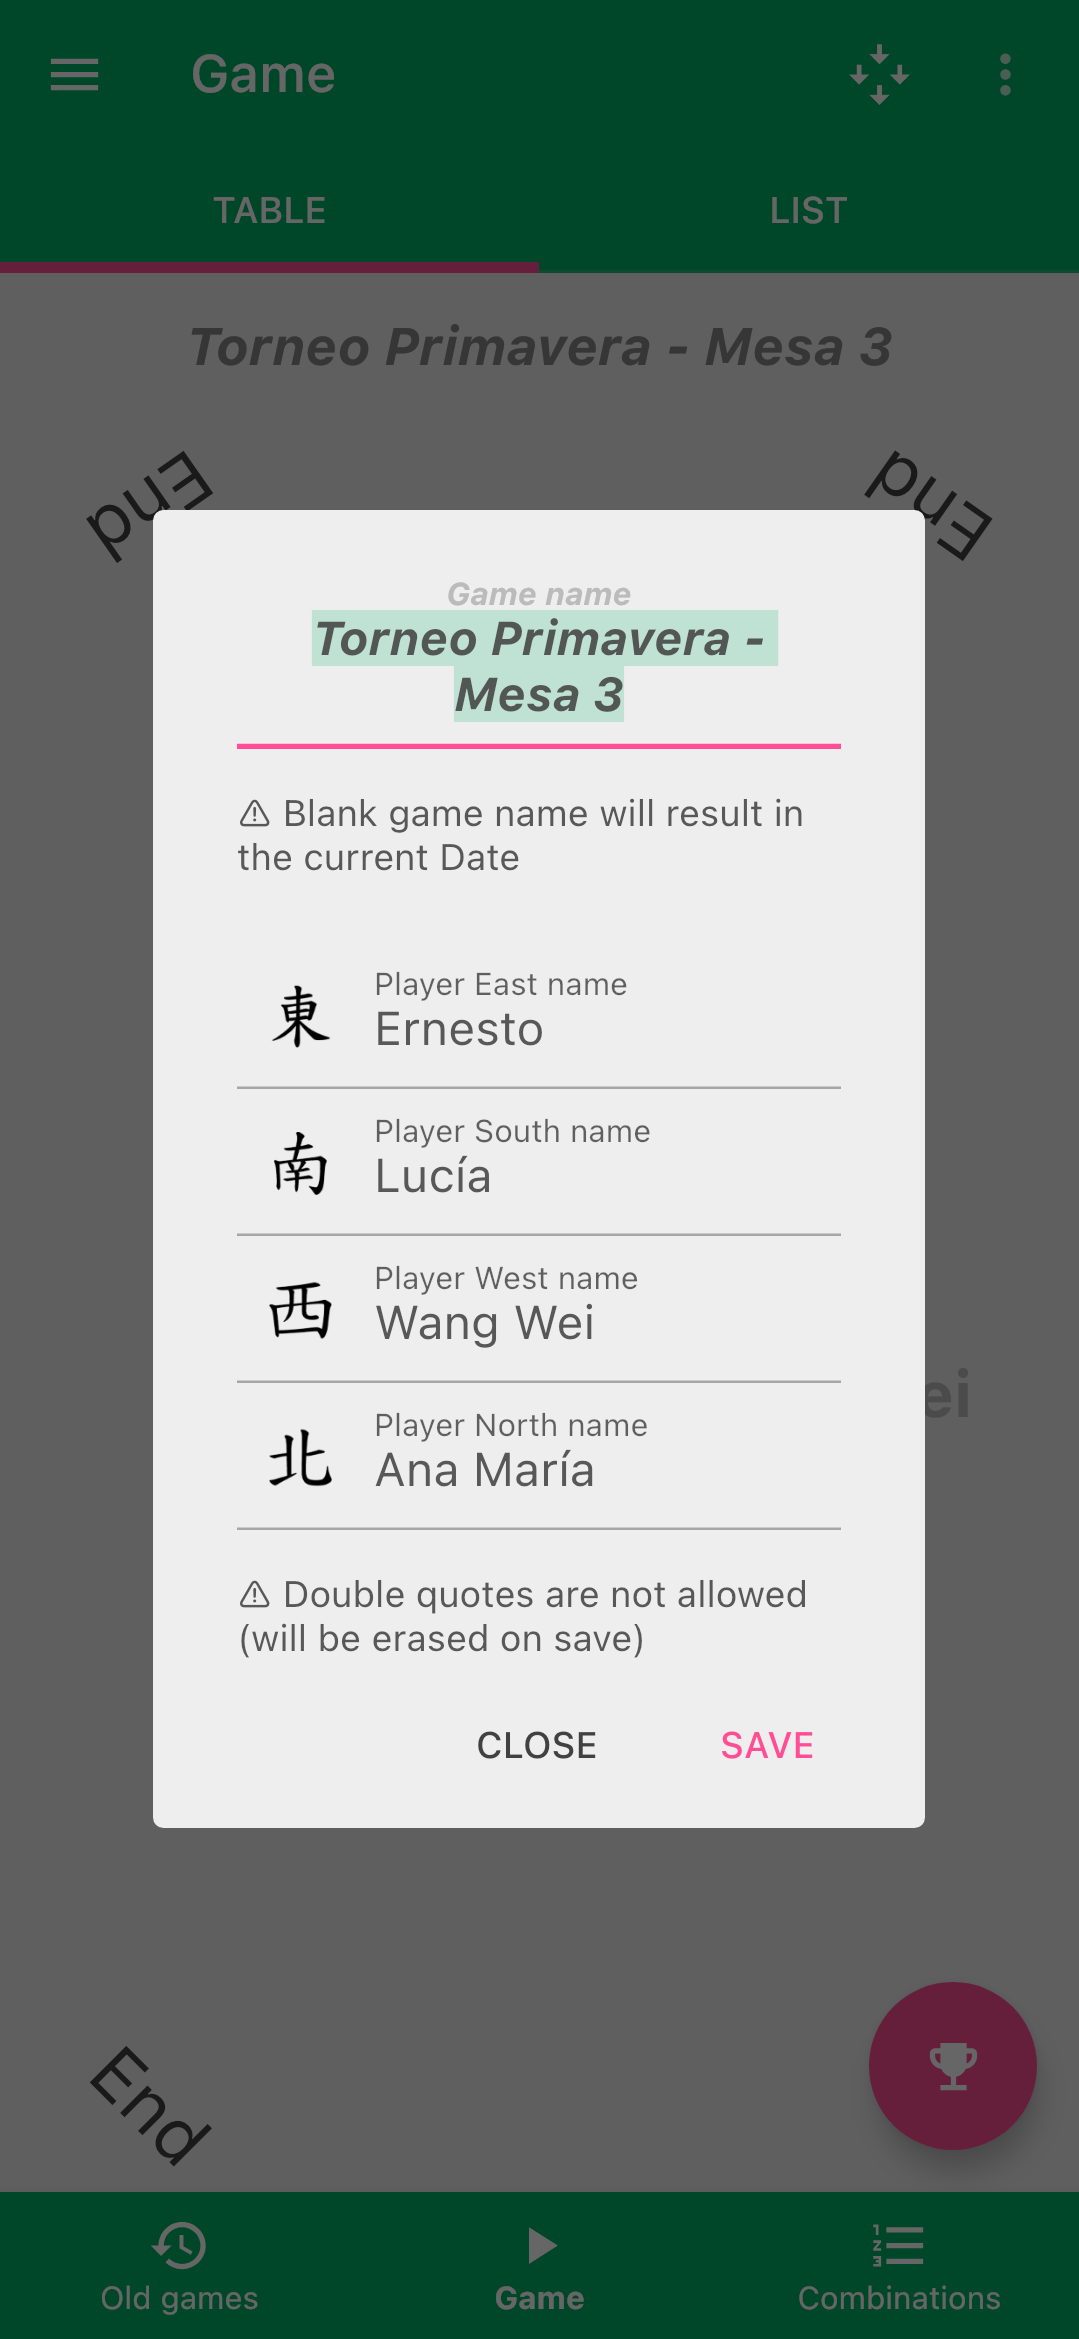 Game
TABLE
LIST
Torneo Primavera - Mesa 3
End
End
Game name
Torneo Primavera -
Mesa 3
⚠ Blank game name will result in
the current Date
東
Player East name
Ernesto
南
Player South name
Lucía
西
Player West name
Wang Wei
ei
北
Player North name
Ana María
⚠ Double quotes are not allowed
(will be erased on save)
CLOSE
SAVE
End
Old games
Game
Combinations